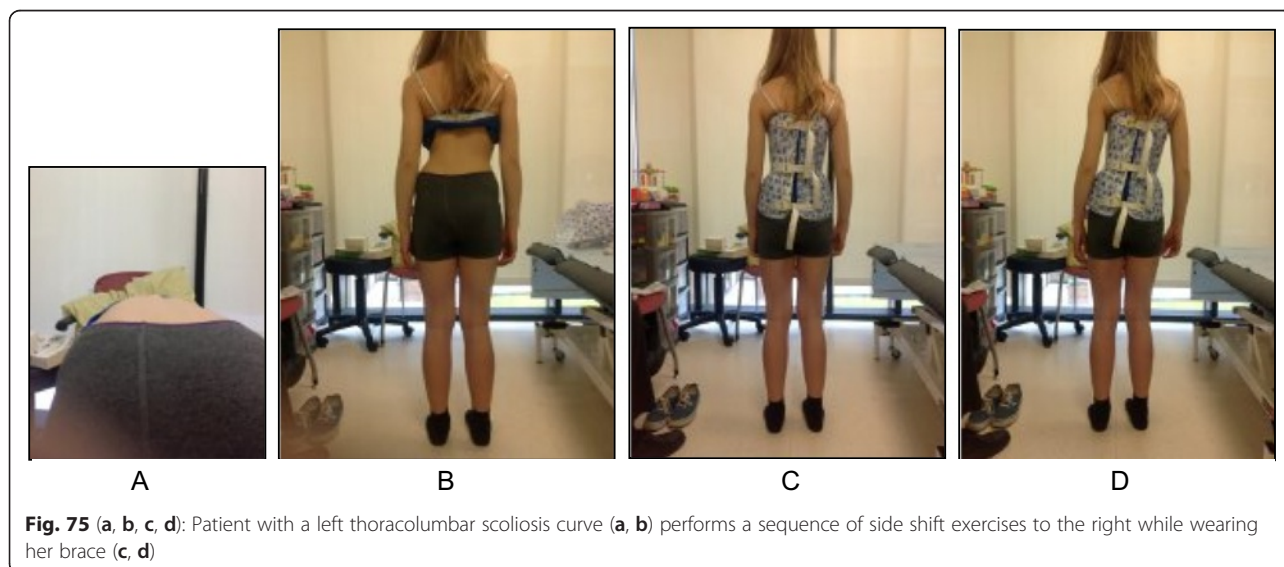 A
B
C
D
Fig. 75 (a, b, c, d): Patient with a left thoracolumbar scoliosis curve (a, b) performs a sequence of side shift exercises to the right while wearing
her brace (c, d)